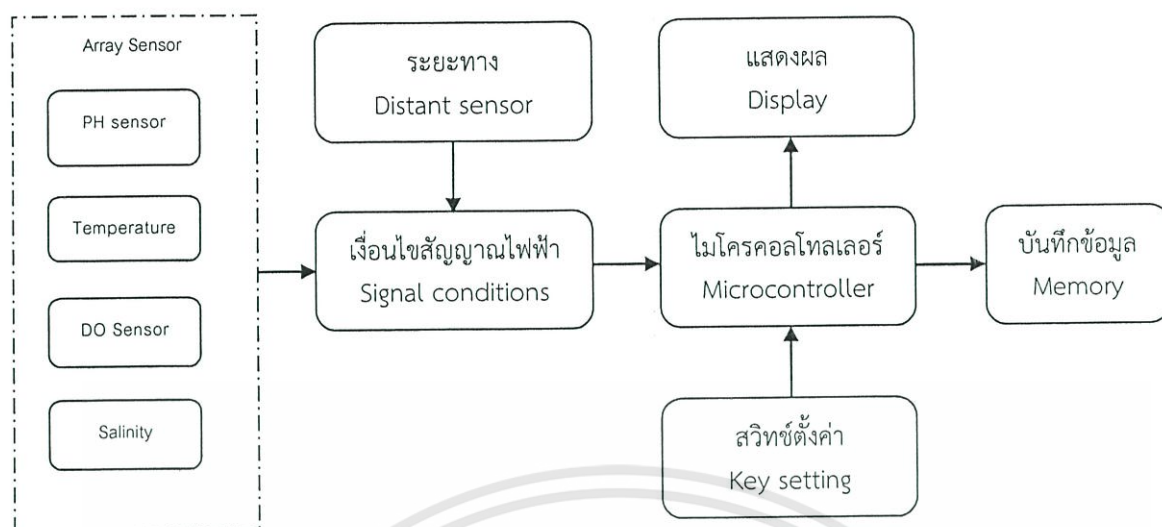 Array Sensor
PH sensor
Temperature
DO Sensor
Salinity
ระยะทาง
Distant sensor
เงื่อนไขสัญญาณไฟฟ้า
Signal conditions
แสดงผล
Display
ไมโครคอลโทลเลอร์
Microcontroller
สวิทช์ตั้งค่า
Key setting
บันทึกข้อมูล
Memory